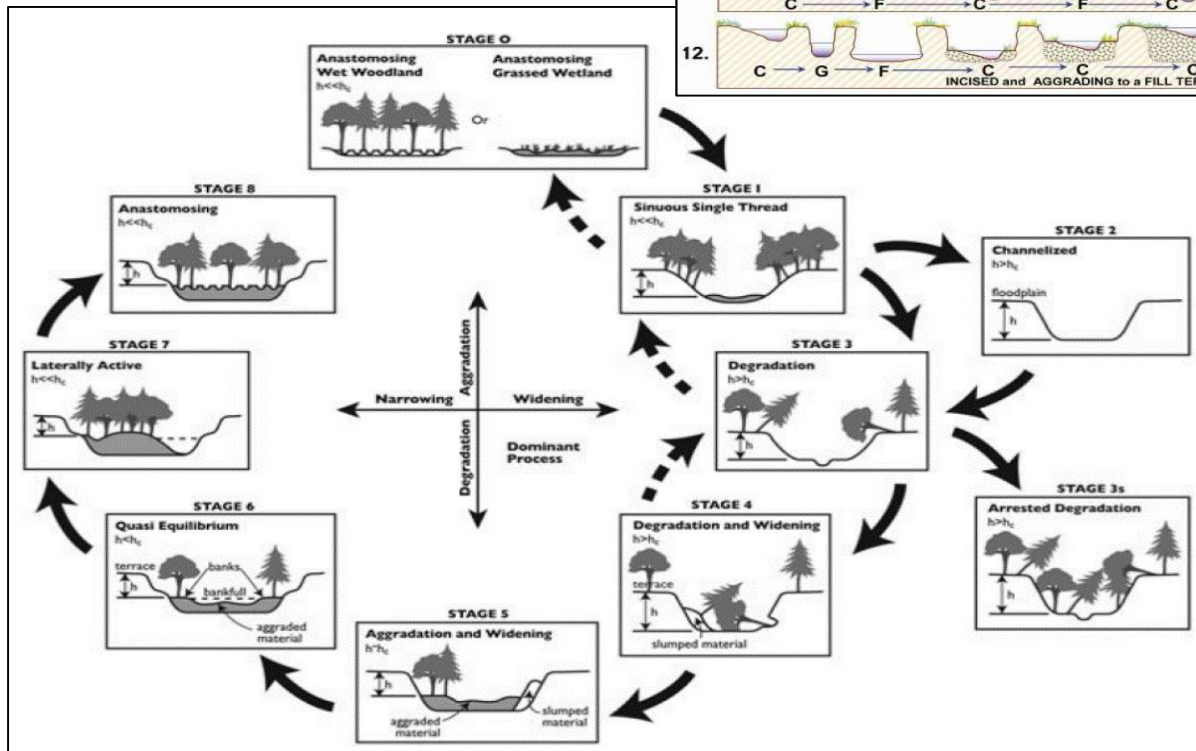 C F C F C
12.
C G F C C C
INCISED and AGGRADING to a FILL TER
STAGE 0
Anastomosing
Wet Woodland
h<<hc
Or
Anastomosing
Grassed Wetland
STAGE 8
Anastomosing
h<<hc
h
STAGE 1
Sinuous Single Thread
h<<hc
h
STAGE 2
Channelized
h>hc
floodplain
h
STAGE 7
Laterally Active
h<<hc
h
Aggradation
Narrowing
Widening
Degradation
Dominant
Process
STAGE 3
Degradation
h>hc
h
STAGE 3s
Arrested Degradation
h>hc
h
STAGE 6
Quasi Equilibrium
h<hc
terrace
h
banks
bankfull
aggraded
material
STAGE 4
Degradation and Widening
h>hc
terrace
h
slumped material
STAGE 5
Aggradation and Widening
h~hc
h
aggraded
material
slumped
material